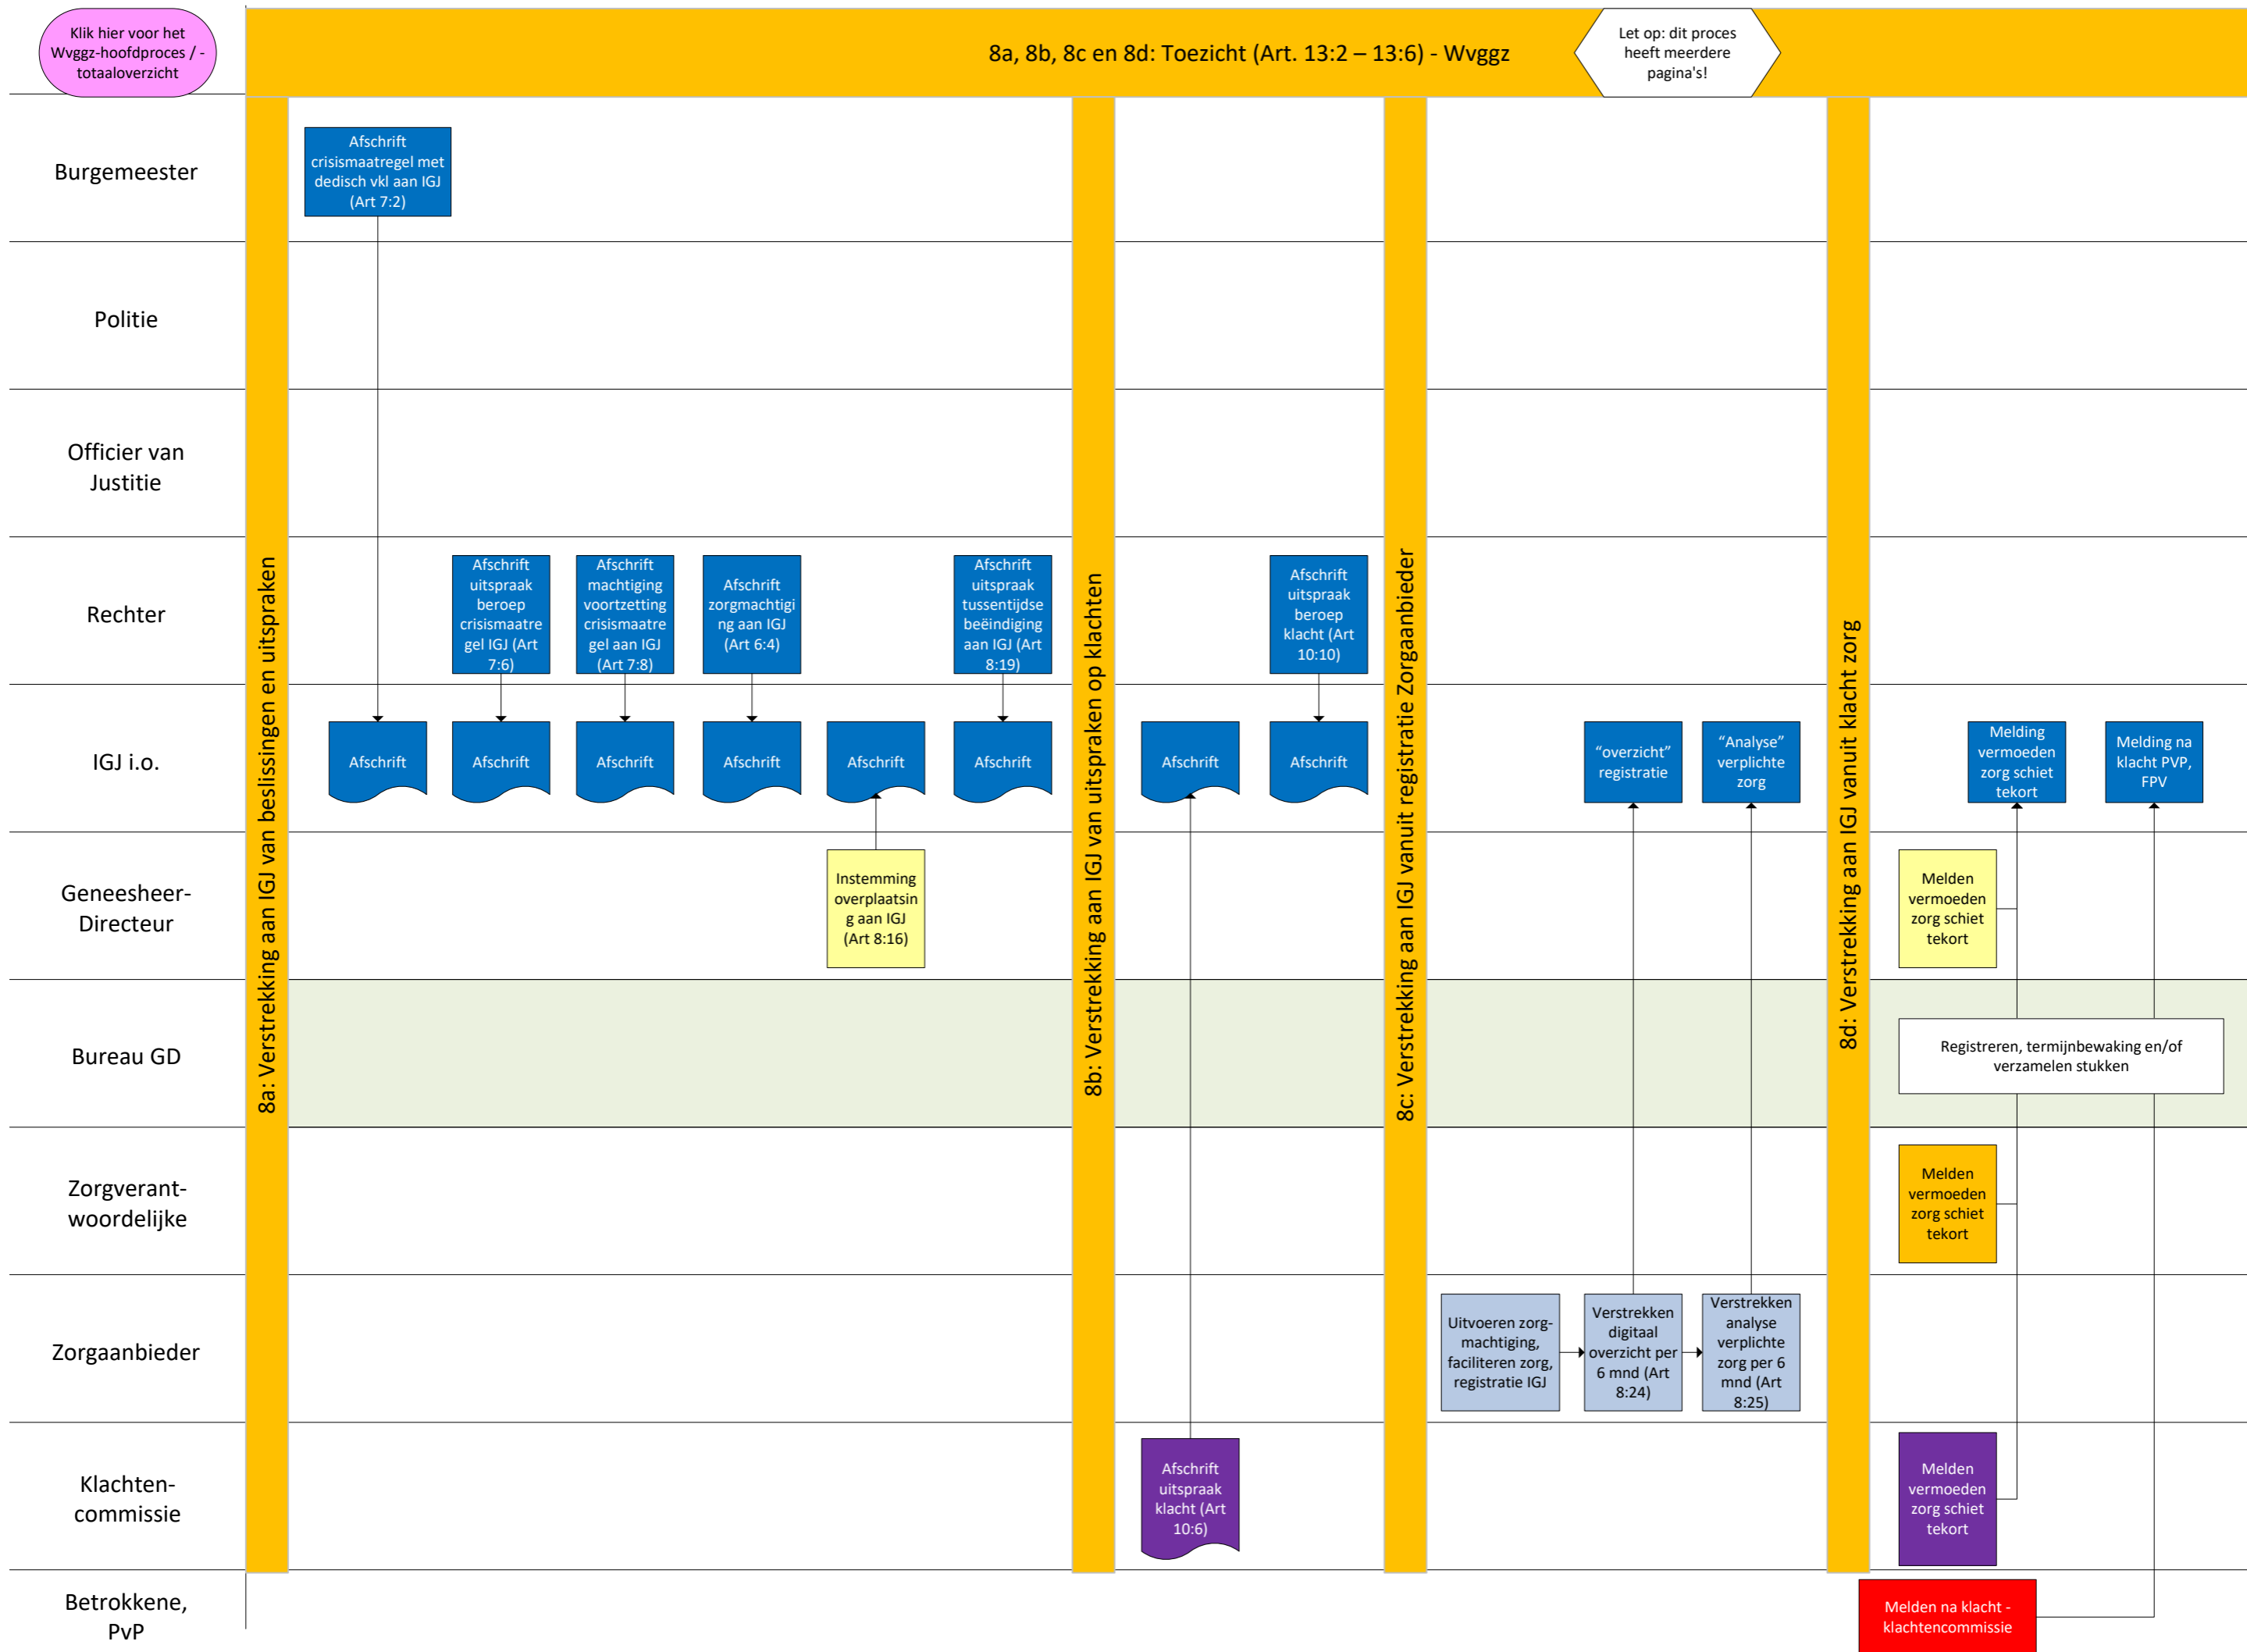 Klik hier voor het
Wvggz-hoofdproces / -
totaaloverzicht
8a, 8b, 8c en 8d: Toezicht (Art. 13:2 – 13:6) - Wvggz
Let op: dit proces
heeft meerdere
pagina's!
Burgemeester
Afschrift
crisismaatregel met
dedisch vkl aan IGJ
(Art 7:2)
Politie
Officier van
Justitie
Rechter
Afschrift
uitspraak
beroep
crisismaatre
gel IGJ (Art
7:6)
Afschrift
machtiging
voortzetting
crisismaatre
gel aan IGJ
(Art 7:8)
Afschrift
zorgmachtigi
ng aan IGJ
(Art 6:4)
Afschrift
uitspraak
tussentijdse
beëindiging
aan IGJ (Art
8:19)
Afschrift
uitspraak
beroep
klacht (Art
10:10)
IGJ i.o.
Afschrift
Afschrift
Afschrift
Afschrift
Afschrift
Afschrift
Afschrift
Afschrift
“overzicht”
registratie
“Analyse”
verplichte
zorg
Melding
vermoeden
zorg schiet
tekort
Melding na
klacht PVP,
FPV
Geneesheer-
Directeur
Instemming
overplaatsin
g aan IGJ
(Art 8:16)
Melden
vermoeden
zorg schiet
tekort
Bureau GD
Registreren, termijnbewaking en/of
verzamelen stukken
Zorgverant-
woordelijke
Melden
vermoeden
zorg schiet
tekort
Zorgaanbieder
Uitvoeren zorg-
machtiging,
faciliteren zorg,
registratie IGJ
Verstrekken
digitaal
overzicht per
6 mnd (Art
8:24)
Verstrekken
analyse
verplichte
zorg per 6
mnd (Art
8:25)
Klachten-
commissie
Afschrift
uitspraak
klacht (Art
10:6)
Melden
vermoeden
zorg schiet
tekort
Betrokkene,
PvP
Melden na klacht -
klachtencommissie
8a: Verstrekking aan IGJ van beslissingen en uitspraken
8b: Verstrekking aan IGJ van uitspraken op klachten
8c: Verstrekking aan IGJ vanuit registratie Zorgaanbieder
8d: Verstrekking aan IGJ vanuit klacht zorg